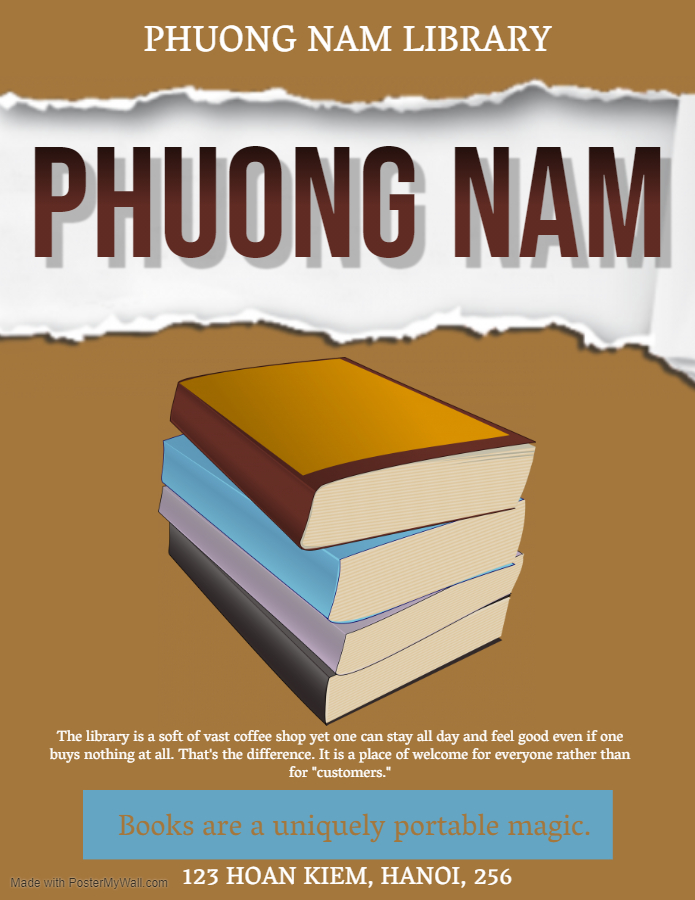 PHUONG NAM LIBRARY
PHUONG NAM
The library is a soft of vast coffee shop yet one can stay all day and feel good even if one
buys nothing at all. That's the difference. It is a place of welcome for everyone rather than
for "customers."
Books are a uniquely portable magic.
123 HOAN KIEM, HANOI, 256
Made with PosterMyWall.com